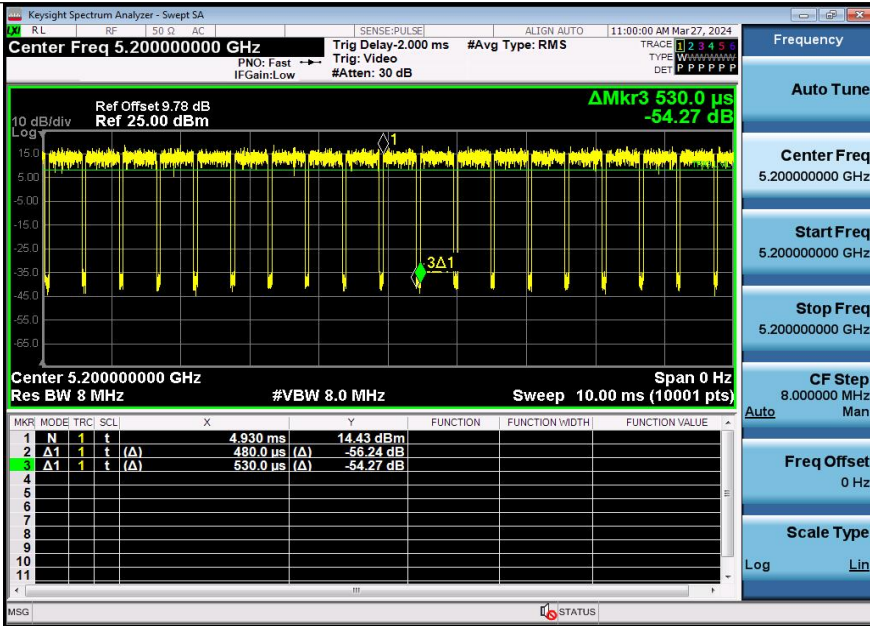 Keysight Spectrum Analyzer - Swept SA
LXI RL RF 50 Ω AC SENSE:PULSE ALIGN AUTO 11:00:00 AM Mar 27, 2024
Center Freq 5.200000000 GHz
PNO: Fast
IFGain:Low
Trig Delay-2.000 ms
Trig: Video
#Atten: 30 dB
#Avg Type: RMS
TRACE 1 2 3 4 5 6
TYPE WWWWWW
DET P P P P P P
10 dB/div
Log
Ref Offset 9.78 dB
Ref 25.00 dBm
ΔMkr3 530.0 µs
-54.27 dB
15.0
5.00
-5.00
-15.0
-25.0
-35.0
-45.0
-55.0
-65.0
1
3Δ1
Center 5.200000000 GHz Span 0 Hz
Res BW 8 MHz #VBW 8.0 MHz Sweep 10.00 ms (10001 pts)
MKR MODE TRC SCL X Y FUNCTION FUNCTION WIDTH FUNCTION VALUE
1 N 1 t 4.930 ms 14.43 dBm
2 Δ1 1 t (Δ) 480.0 µs (Δ) -56.24 dB
3 Δ1 1 t (Δ) 530.0 µs (Δ) -54.27 dB
4
5
6
7
8
9
10
11
MSG STATUS
Frequency
Auto Tune
Center Freq
5.200000000 GHz
Start Freq
5.200000000 GHz
Stop Freq
5.200000000 GHz
CF Step
8.000000 MHz
Auto Man
Freq Offset
0 Hz
Scale Type
Log Lin